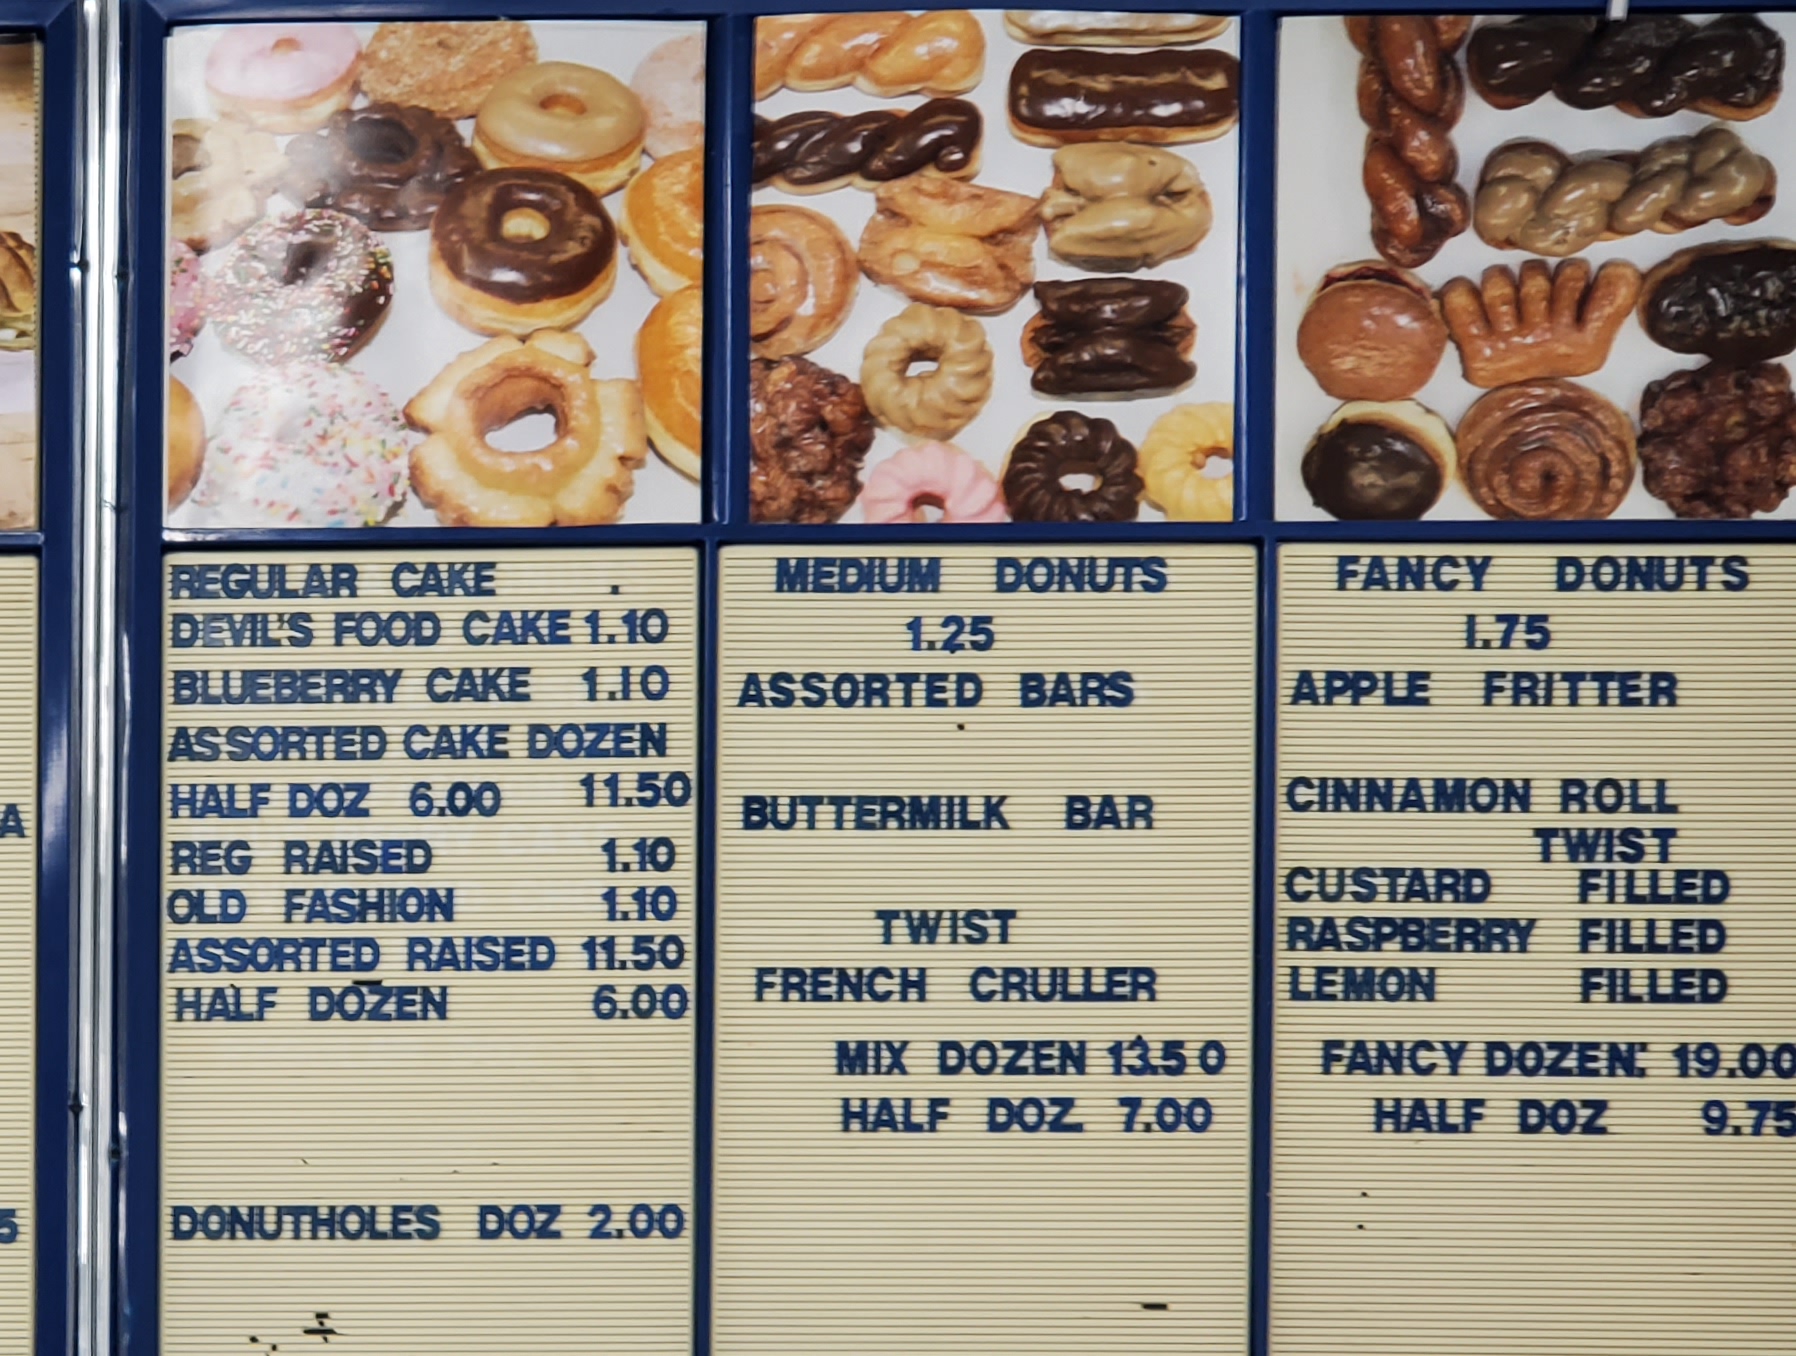 A
5
REGULAR CAKE .
DEVIL'S FOOD CAKE 1.10
BLUEBERRY CAKE 1.10
ASSORTED CAKE DOZEN
HALF DOZ 6.00 11.50
REG RAISED 1.10
OLD FASHION 1.10
ASSORTED RAISED 11.50
HALF DOZEN 6.00
DONUTHOLES DOZ 2.00
MEDIUM DONUTS
1.25
ASSORTED BARS
BUTTERMILK BAR
TWIST
FRENCH CRULLER
MIX DOZEN 13.50
HALF DOZ. 7.00
FANCY DONUTS
1.75
APPLE FRITTER
CINNAMON ROLL
TWIST
CUSTARD FILLED
RASPBERRY FILLED
LEMON FILLED
FANCY DOZEN: 19.00
HALF DOZ 9.75